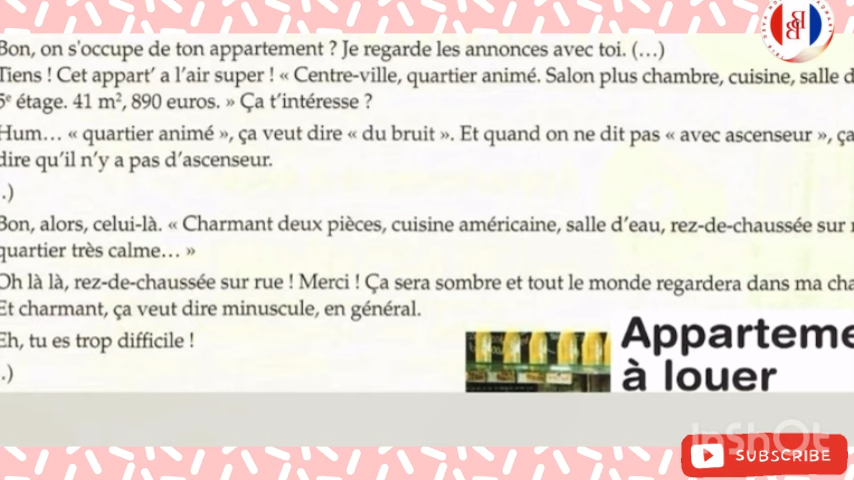 Bon, on s'occupe de ton appartement ? Je regarde les annonces avec toi. (…)
Tiens ! Cet appart’ a l’air super ! « Centre-ville, quartier animé. Salon plus chambre, cuisine, salle d
5e étage. 41 m², 890 euros. » Ça t’intéresse ?
Hum… « quartier animé », ça veut dire « du bruit ». Et quand on ne dit pas « avec ascenseur », ça
dire qu’il n’y a pas d’ascenseur.
.)
Bon, alors, celui-là. « Charmant deux pièces, cuisine américaine, salle d’eau, rez-de-chaussée sur
quartier très calme… »
Oh là là, rez-de-chaussée sur rue ! Merci ! Ça sera sombre et tout le monde regardera dans ma cha
Et charmant, ça veut dire minuscule, en général.
Eh, tu es trop difficile !
Apparteme
à louer
.)
InShOt
SUBSCRIBE